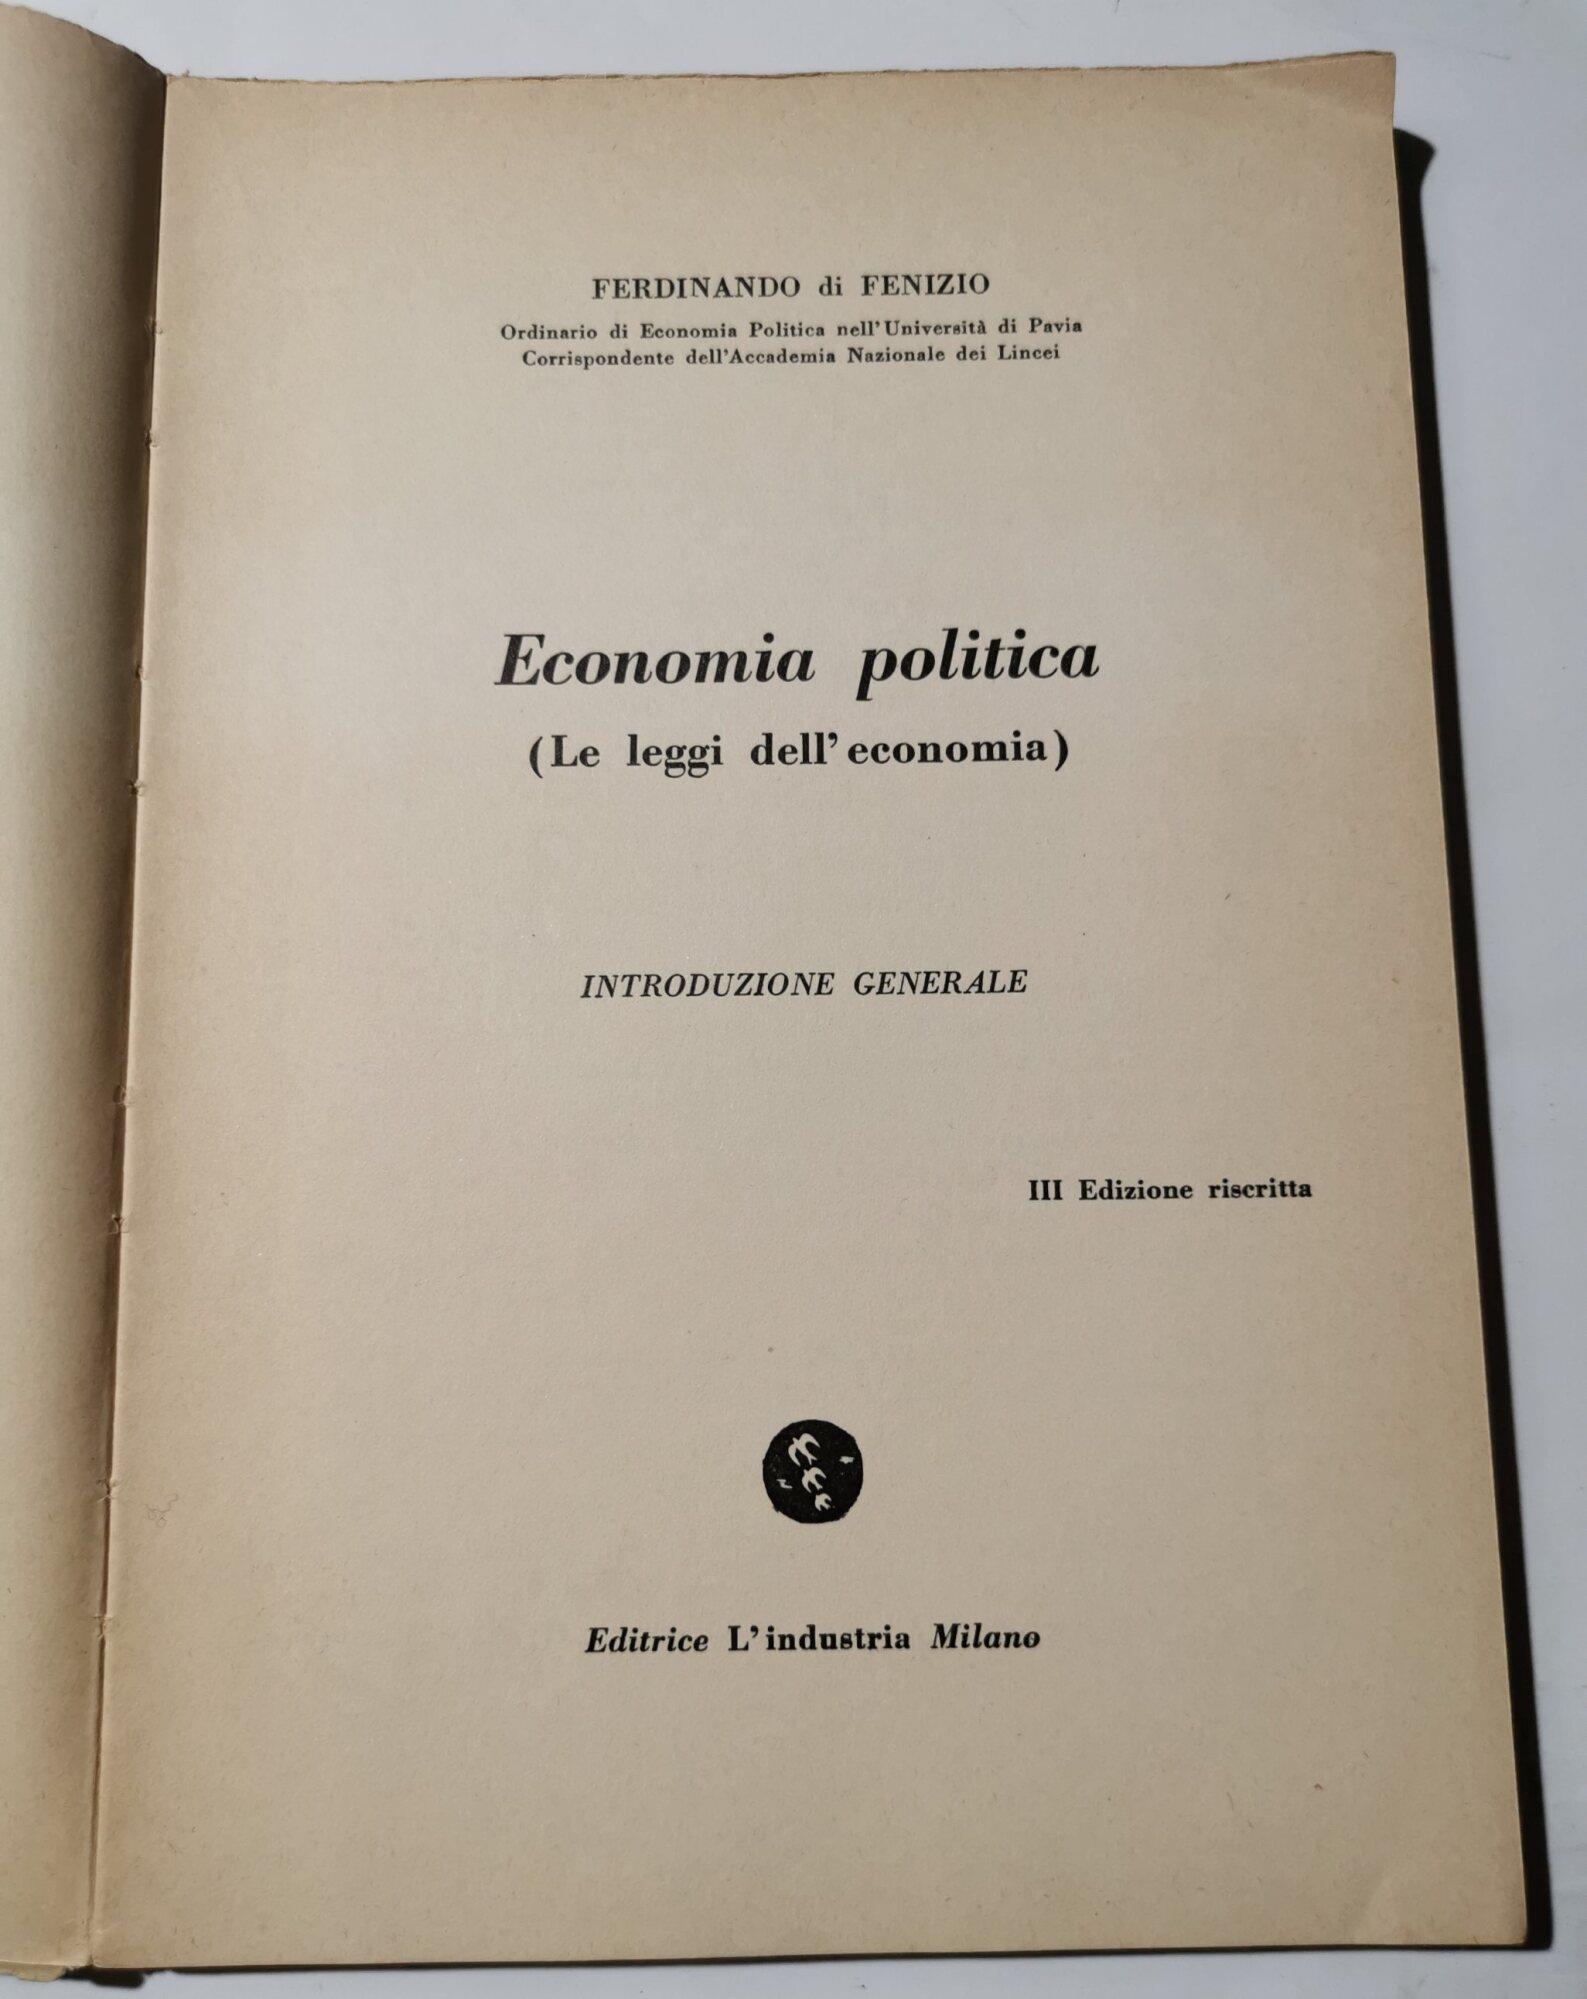 FERDINANDO di FENIZIO
Ordinario di Economia Politica nell'Università di Pavia
Corrispondente dell'Accademia Nazionale dei Lincei
Economia politica
(Le leggi dell'economia)
INTRODUZIONE GENERALE
III Edizione riscritta
Editrice L'industria Milano